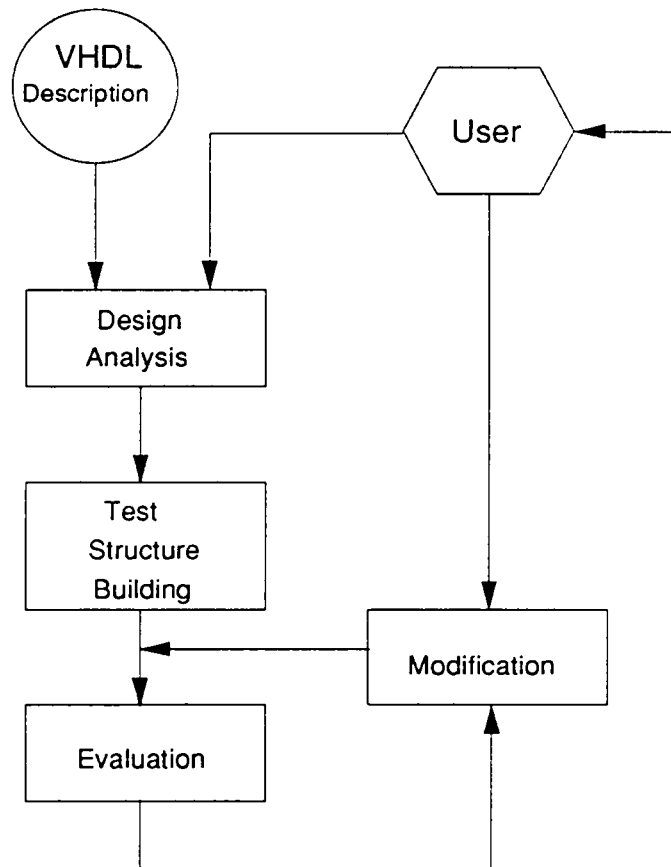 VHDL
Description
User
Design
Analysis
Test
Structure
Building
Modification
Evaluation